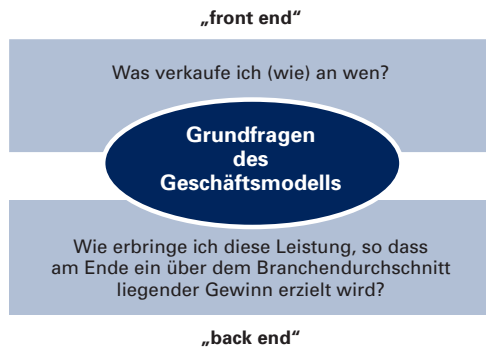 „front end“
Was verkaufe ich (wie) an wen?
Grundfragen
des
Geschäftsmodells
Wie erbringe ich diese Leistung, so dass
am Ende ein über dem Branchendurchschnitt
liegender Gewinn erzielt wird?
„back end“